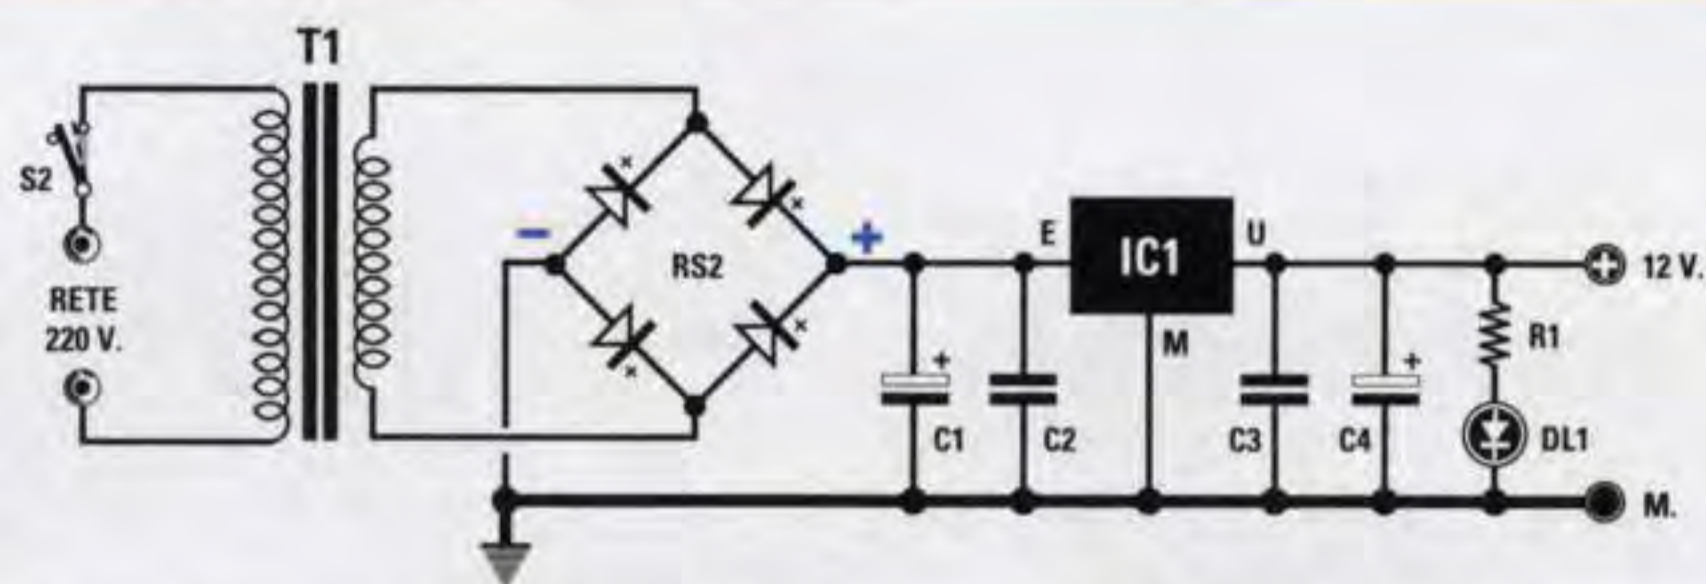 T1
S2
RETE
220 V.
−
RS2
+
E
IC1
U
M
+
C1
C2
C3
+
C4
R1
DL1
+
12 V.
M.